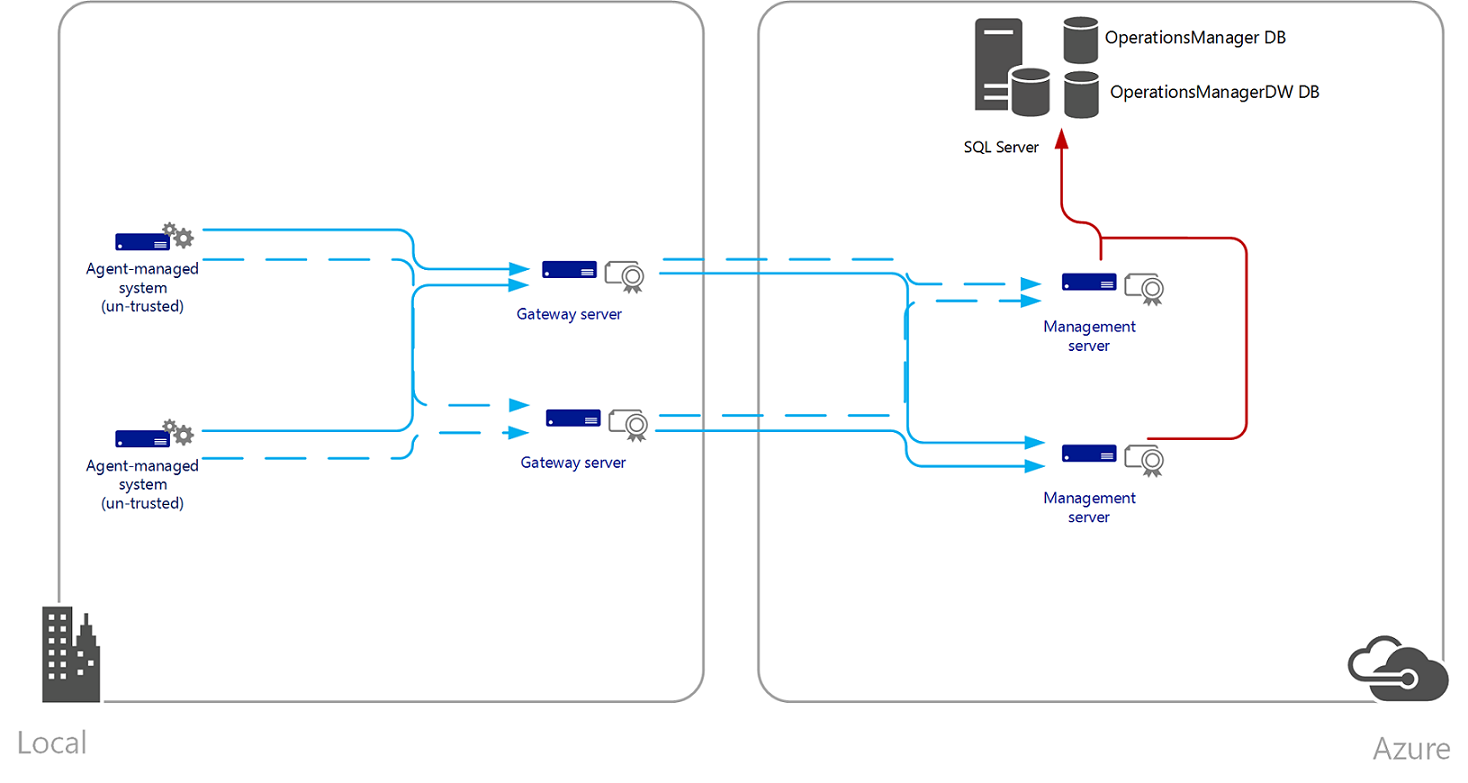 OperationsManager DB
OperationsManagerDW DB
SQL Server
Agent-managed
system
(un-trusted)
Gateway server
Management
server
Agent-managed
system
(un-trusted)
Gateway server
Management
server
Local
Azure